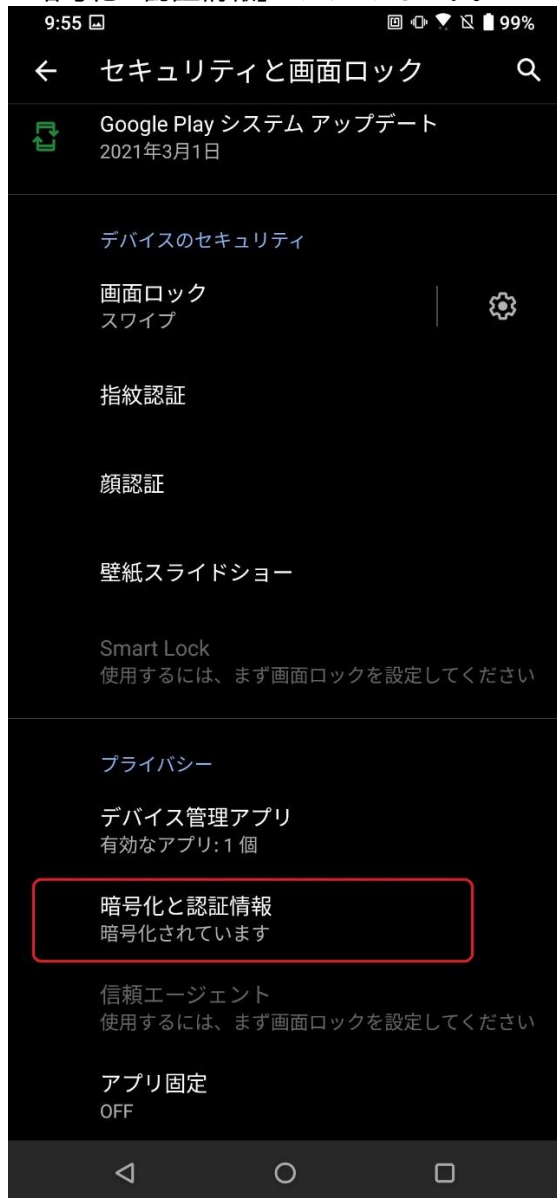 9:55 99%
セキュリティと画面ロック
Google Play システム アップデート
2021年3月1日
デバイスのセキュリティ
画面ロック
スワイプ
指紋認証
顔認証
壁紙スライドショー
Smart Lock
使用するには、まず画面ロックを設定してください
プライバシー
デバイス管理アプリ
有効なアプリ: 1 個
暗号化と認証情報
暗号化されています
信頼エージェント
使用するには、まず画面ロックを設定してください
アプリ固定
OFF